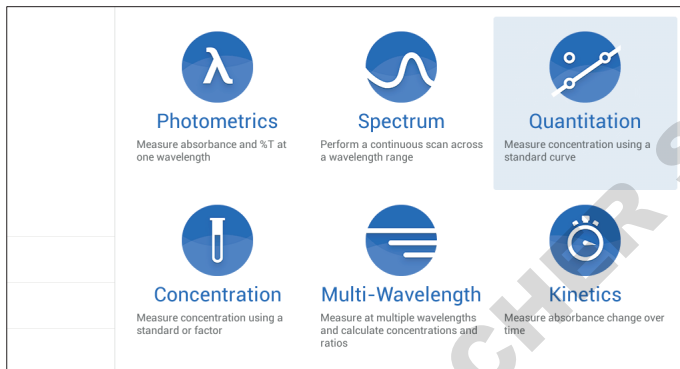 λ
Photometrics
Measure absorbance and %T at
one wavelength
Spectrum
Perform a continuous scan across
a wavelength range
Quantitation
Measure concentration using a
standard curve
Concentration
Measure concentration using a
standard or factor
Multi-Wavelength
Measure at multiple wavelengths
and calculate concentrations and
ratios
Kinetics
Measure absorbance change over
time
CHER S